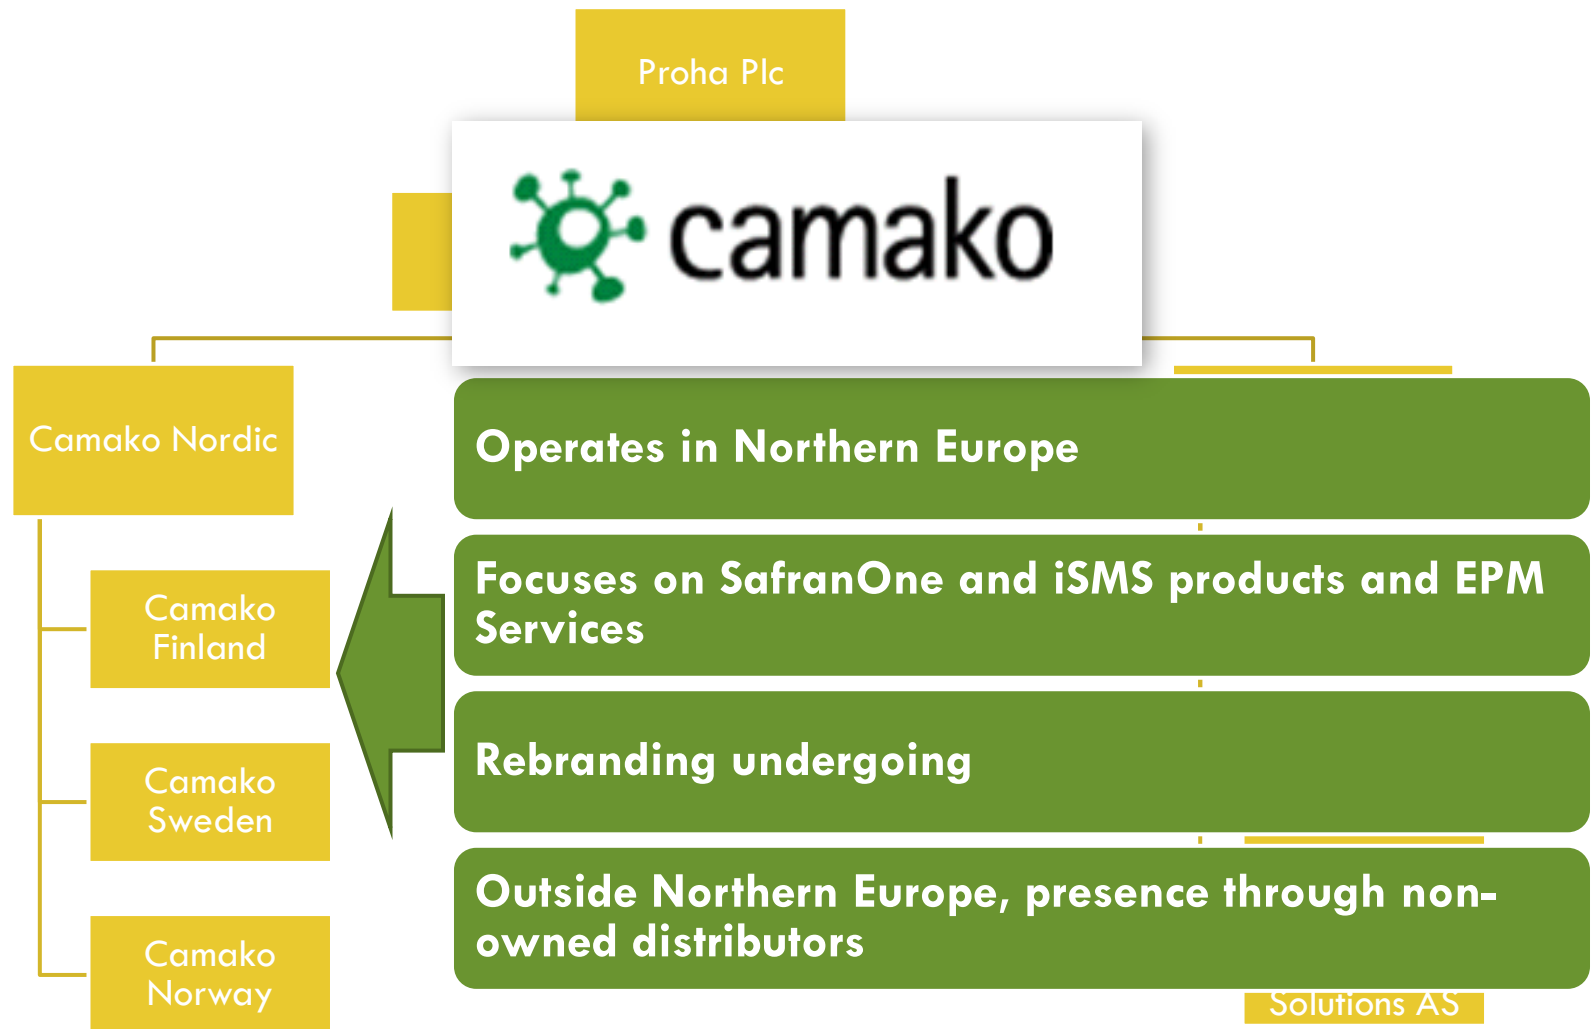 Proha Plc
camako
Camako Nordic
Operates in Northern Europe
Focuses on SafranOne and iSMS products and EPM
Services
Camako
Finland
Camako
Sweden
Rebranding undergoing
Outside Northern Europe, presence through non-
owned distributors
Camako
Norway
Solutions AS